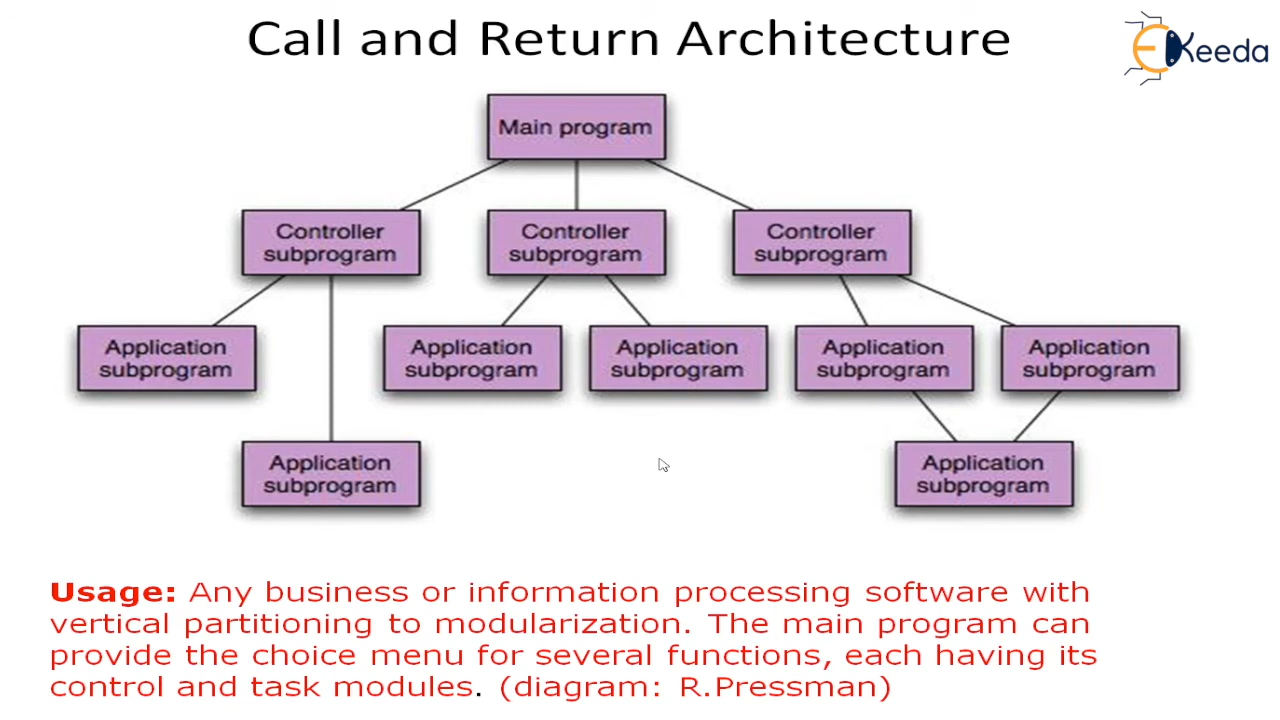 Call and Return Architecture
EKeeda
Main program
Controller
subprogram
Controller
subprogram
Controller
subprogram
Application
subprogram
Application
subprogram
Application
subprogram
Application
subprogram
Application
subprogram
Application
subprogram
Application
subprogram
Usage: Any business or information processing software with
vertical partitioning to modularization. The main program can
provide the choice menu for several functions, each having its
control and task modules. (diagram: R.Pressman)